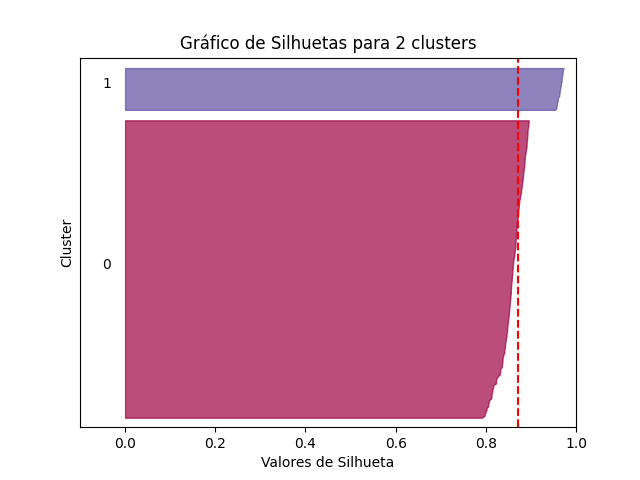 Gráfico de Silhuetas para 2 clusters
1
0
Cluster
0.0 0.2 0.4 0.6 0.8 1.0
Valores de Silhueta